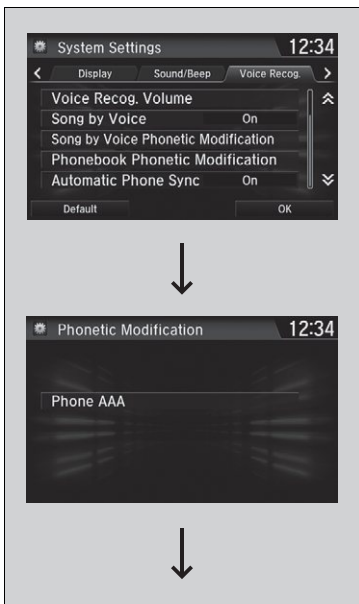 System Settings 12:34
Display Sound/Beep Voice Recog.
Voice Recog. Volume
Song by Voice On
Song by Voice Phonetic Modification
Phonebook Phonetic Modification
Automatic Phone Sync On
Default OK
Phonetic Modification 12:34
Phone AAA